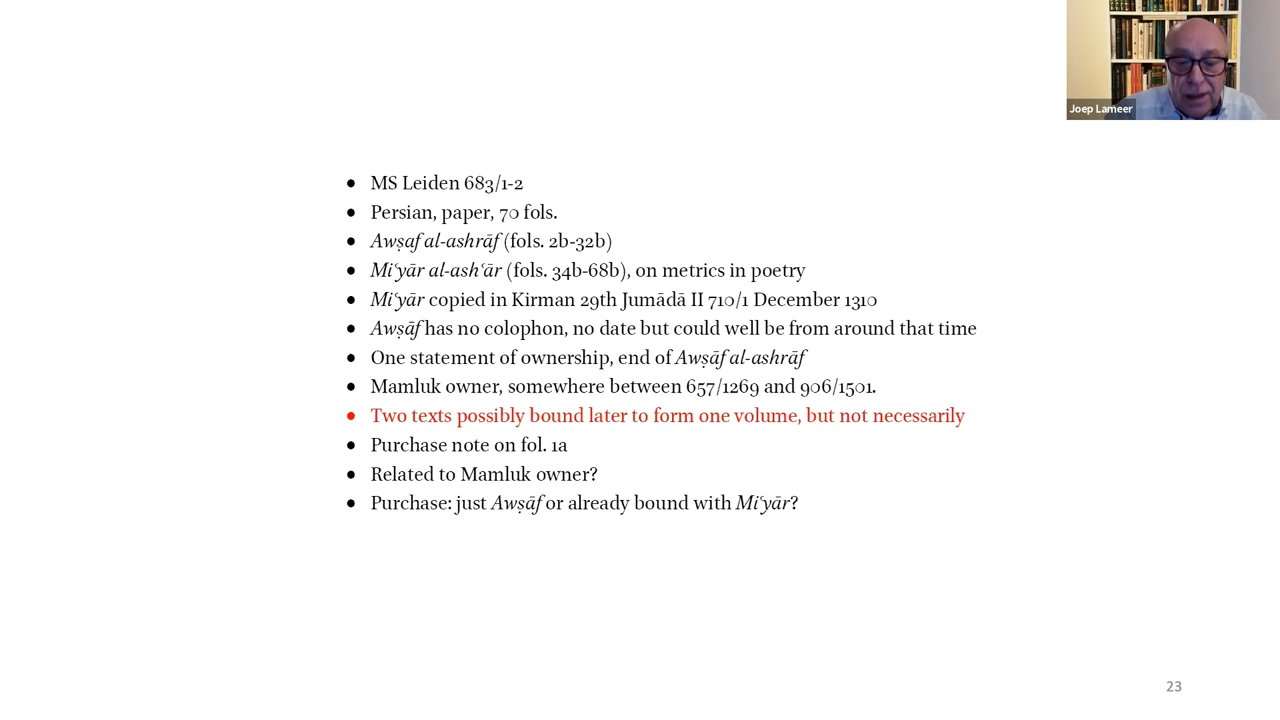 Joep Lameer
● MS Leiden 683/1-2
● Persian, paper, 70 fols.
● Awṣaf al-ashrāf (fols. 2b-32b)
● Miʿyār al-ashʿār (fols. 34b-68b), on metrics in poetry
● Miʿyār copied in Kirman 29th Jumādā II 710/1 December 1310
● Awṣāf has no colophon, no date but could well be from around that time
● One statement of ownership, end of Awṣāf al-ashrāf
● Mamluk owner, somewhere between 657/1269 and 906/1501.
● Two texts possibly bound later to form one volume, but not necessarily
● Purchase note on fol. 1a
● Related to Mamluk owner?
● Purchase: just Awṣāf or already bound with Miʿyār?
23